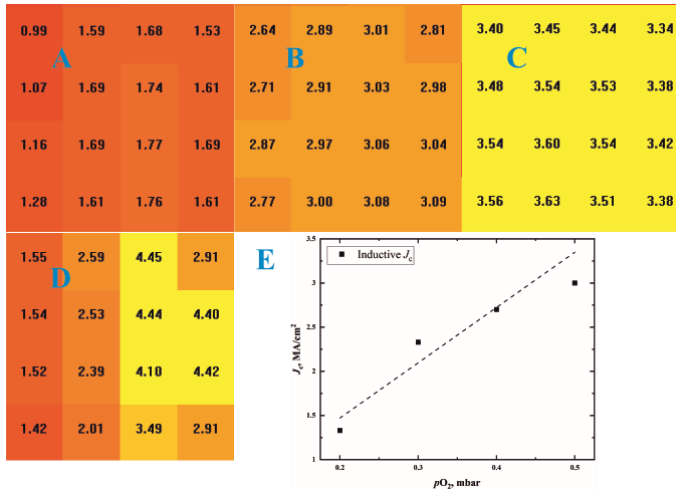 0.99 1.59 1.68 1.53 2.64 2.89 3.01 2.81 3.40 3.45 3.44 3.34
A B C
1.07 1.69 1.74 1.61 2.71 2.91 3.03 2.98 3.48 3.54 3.53 3.38
1.16 1.69 1.77 1.69 2.87 2.97 3.06 3.04 3.54 3.60 3.54 3.42
1.28 1.61 1.76 1.61 2.77 3.00 3.08 3.09 3.56 3.63 3.51 3.38
1.55 2.59 4.45 2.91
D
1.54 2.53 4.44 4.40
1.52 2.39 4.10 4.42
1.42 2.01 3.49 2.91
E
Inductive Jc
3.5
3
2.5
2
1.5
1
Jc, MA/cm²
0.2 0.3 0.4 0.5
pO₂, mbar